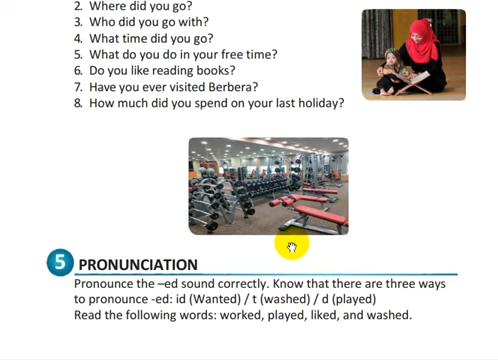 2. Where did you go?
3. Who did you go with?
4. What time did you go?
5. What do you do in your free time?
6. Do you like reading books?
7. Have you ever visited Berbera?
8. How much did you spend on your last holiday?
5 PRONUNCIATION
Pronounce the –ed sound correctly. Know that there are three ways
to pronounce -ed: id (Wanted) / t (washed) / d (played)
Read the following words: worked, played, liked, and washed.